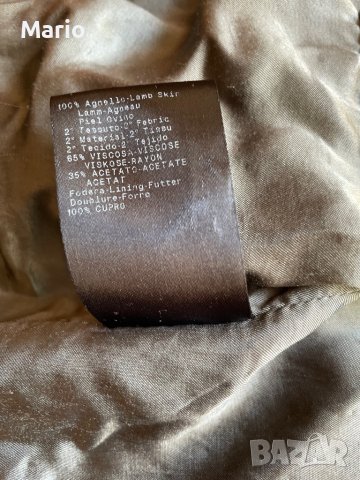 Mario
100% Agnello-Lamb Skin
Lamm-Agneau
Piel Ovino
2° Tessuto-2° Fabric
2° Material-2° Tissu
2° Tecido-2° Tejido
65% VISCOSA-VISCOSE
VISKOSE-RAYON
35% ACETATO-ACETATE
ACETAT
Fodera-Lining-Futter
Doublure-Forro
100% CUPRO
BAZAR